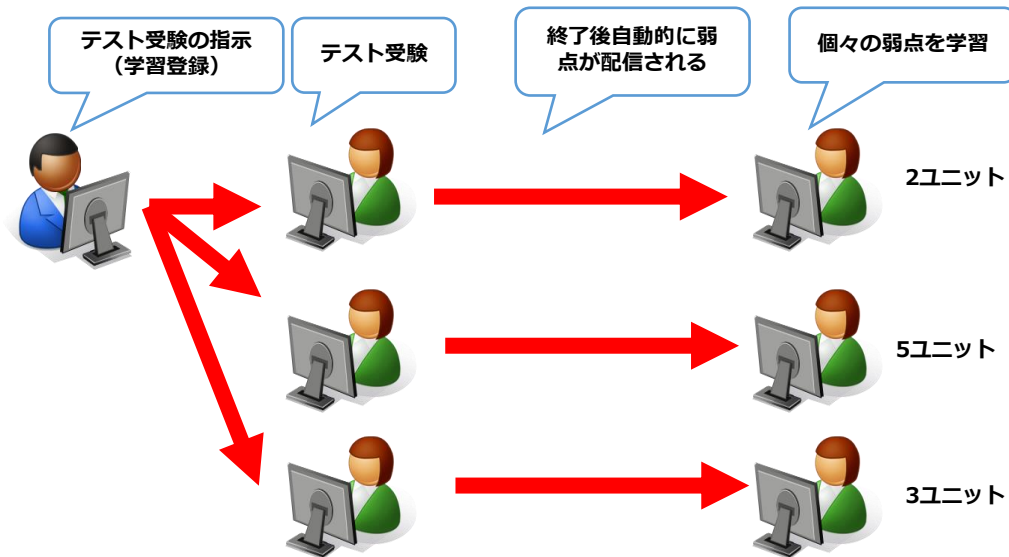 テスト受験の指示
（学習登録）
テスト受験
終了後自動的に弱
点が配信される
個々の弱点を学習
2ユニット
5ユニット
3ユニット